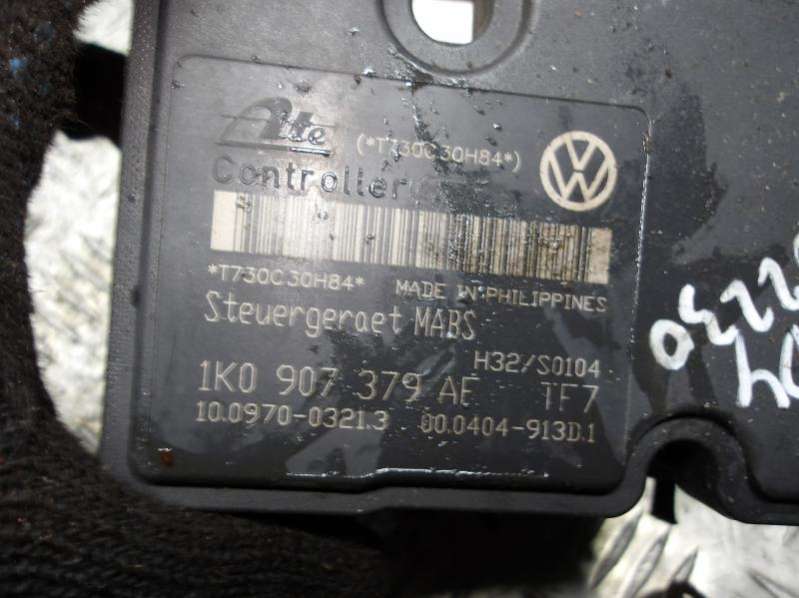 Ate
(*T730C30H84*)
Controller
*T730C30H84* MADE IN PHILIPPINES
Steuergeraet MABS
H32/S0104
1K0 907 379 AE TF7
10.0970-0321.3 00.0404-913D.1